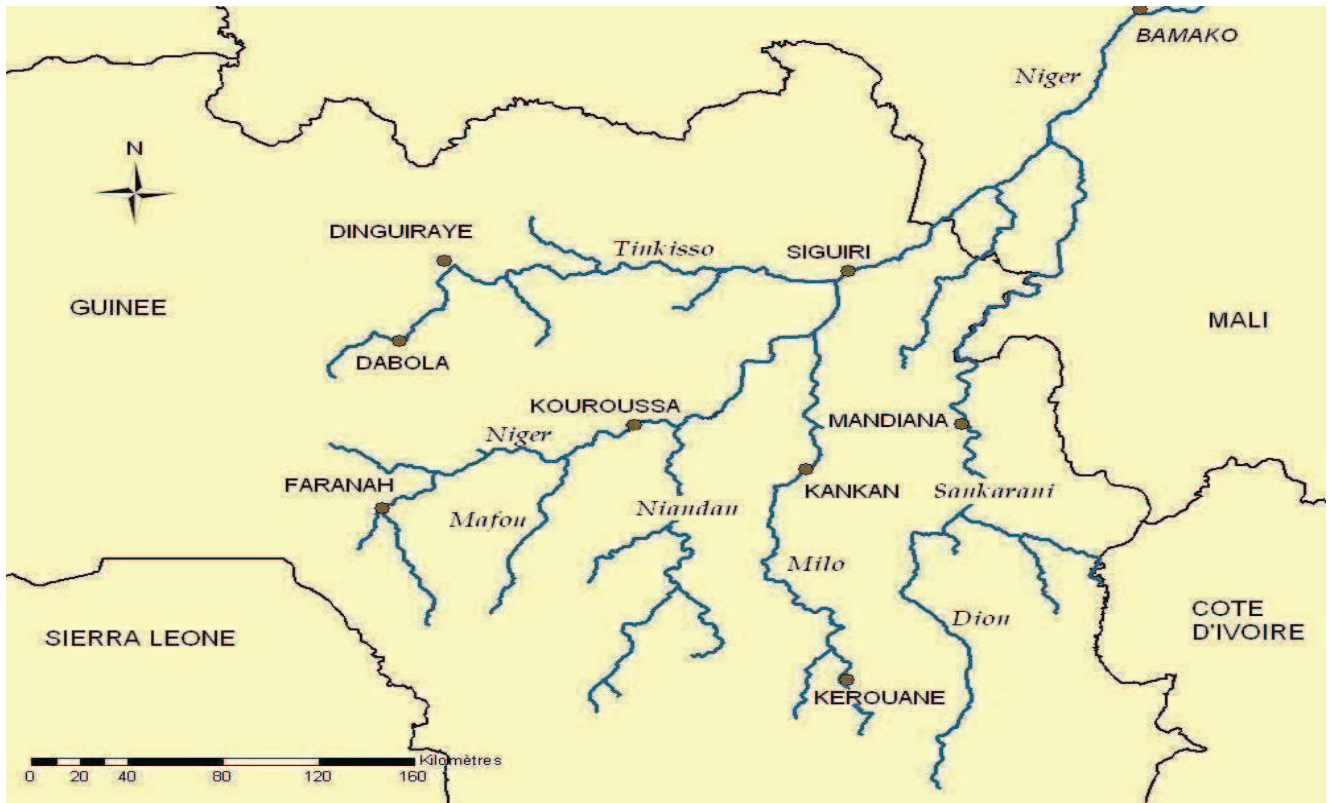 BAMAKO
Niger
N
DINGUIRAYE
Tinkisso
SIGUIRI
GUINEE
MALI
DABOLA
KOUROUSSA
MANDIANA
Niger
FARANAH
KANKAN
Sankarani
Mafou
Niandan
Milo
COTE
D'IVOIRE
Dion
SIERRA LEONE
KEROUANE
Kilomètres
0 20 40 80 120 160